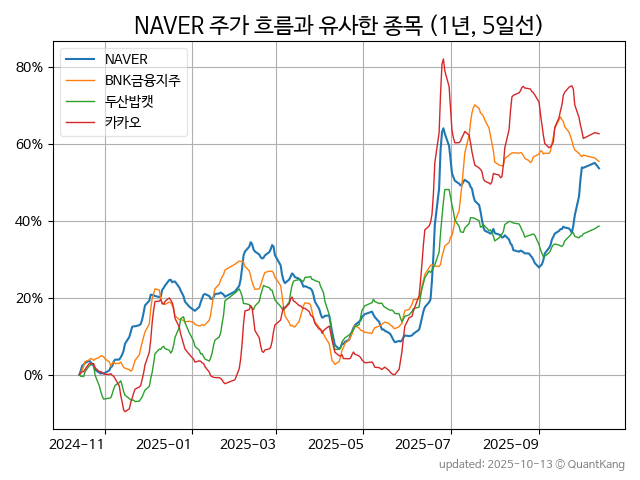 NAVER 주가 흐름과 유사한 종목 (1년, 5일선)
NAVER
BNK금융지주
두산밥캣
카카오
80%
60%
40%
20%
0%
2024-11
2025-01
2025-03
2025-05
2025-07
2025-09
updated: 2025-10-13 © QuantKang